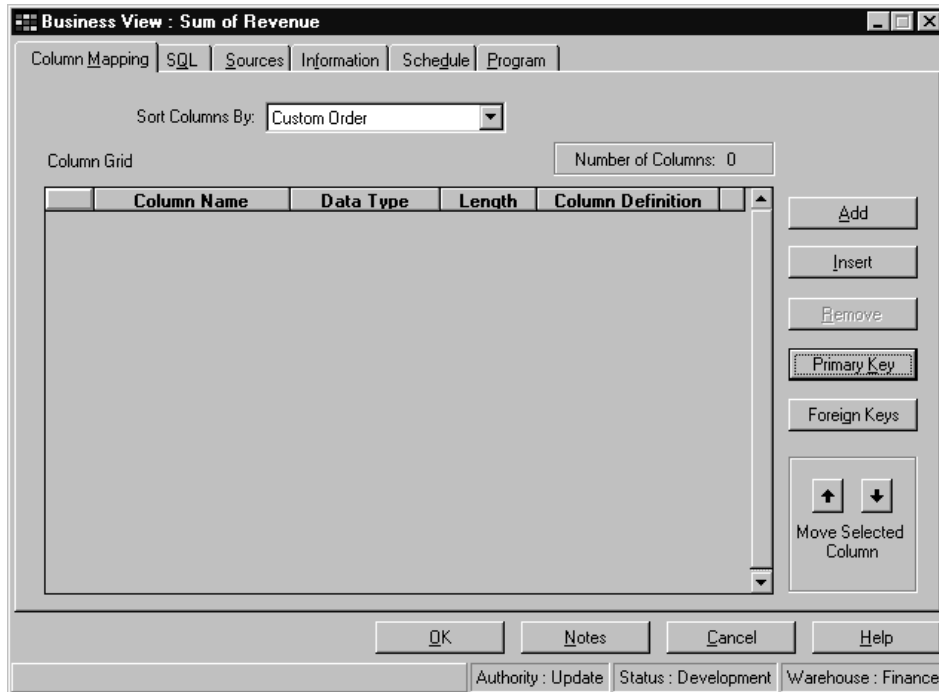 Business View : Sum of Revenue
Column Mapping SQL Sources Information Schedule Program
Sort Columns By: Custom Order
Column Grid Number of Columns: 0
Column Name Data Type Length Column Definition
Add
Insert
Remove
Primary Key
Foreign Keys
Move Selected
Column
OK Notes Cancel Help
Authority : Update Status : Development Warehouse : Finance